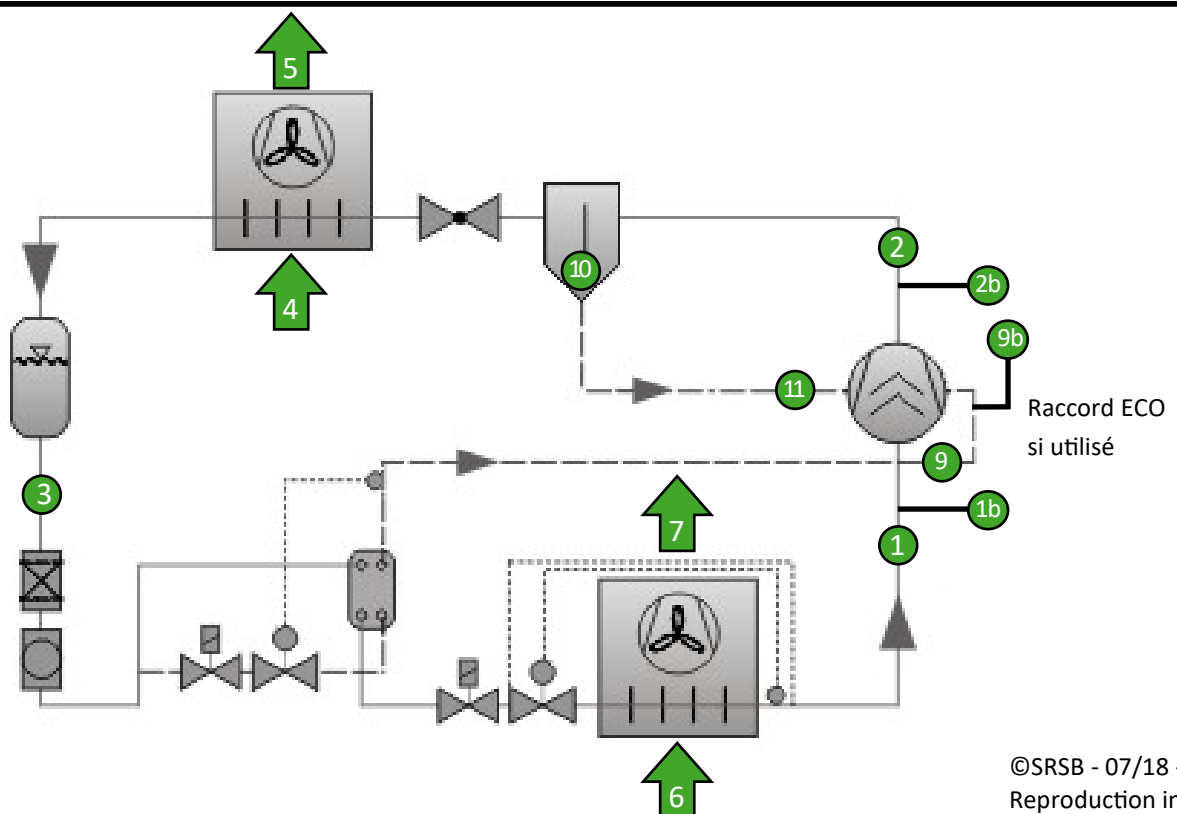 5
4
10
2
2b
9b
11
Raccord ECO
si utilisé
9
3
7
1b
1
6
©SRSB - 07/18 -
Reproduction in